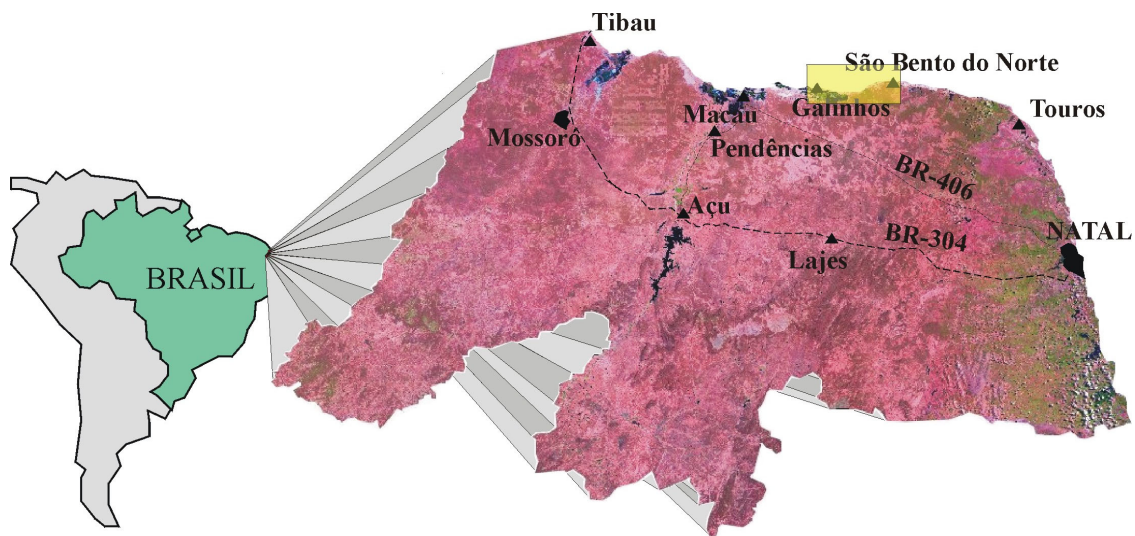 Tibau
São Bento do Norte
Galinhos
Macau
Touros
Mossorô
Pendências
BR-406
Açu
BR-304
NATAL
Lajes
BRASIL